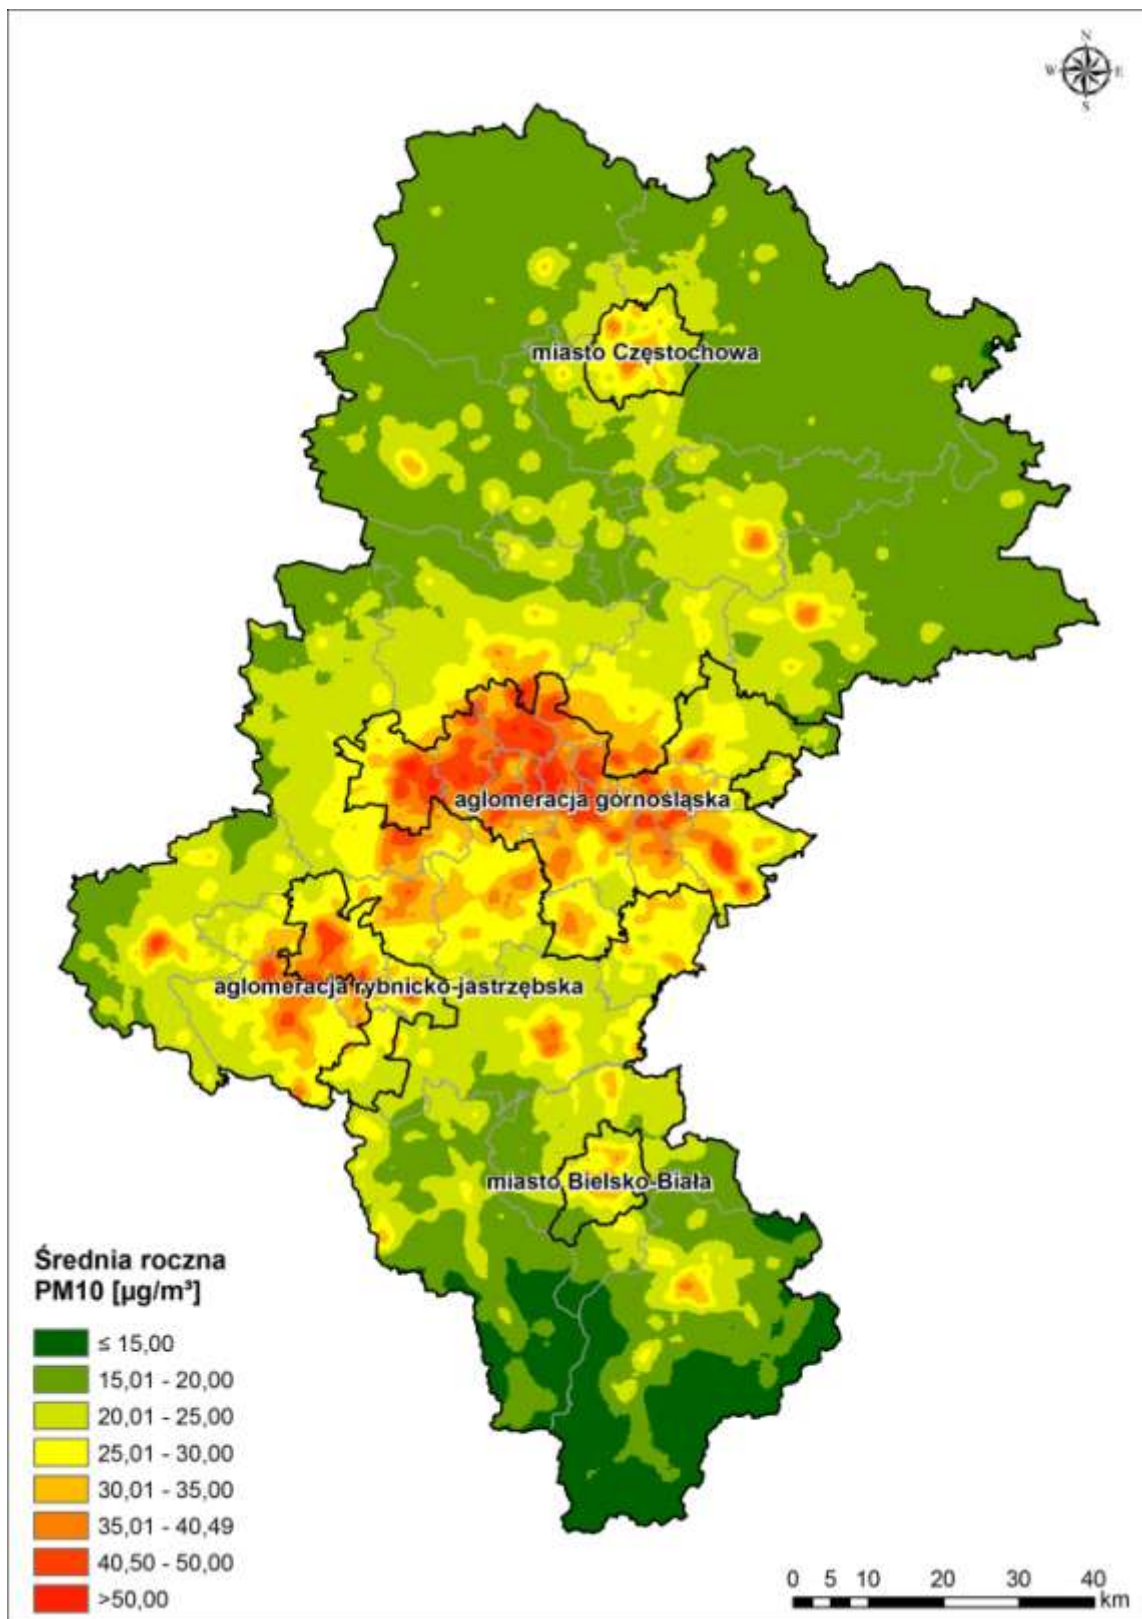 N
W E
S
miasto Częstochowa
aglomeracja górnośląska
aglomeracja rybnicko-jastrzębska
miasto Bielsko-Biała
Średnia roczna
PM10 [µg/m³]
≤ 15,00
15,01 - 20,00
20,01 - 25,00
25,01 - 30,00
30,01 - 35,00
35,01 - 40,49
40,50 - 50,00
>50,00
0 5 10 20 30 40
km